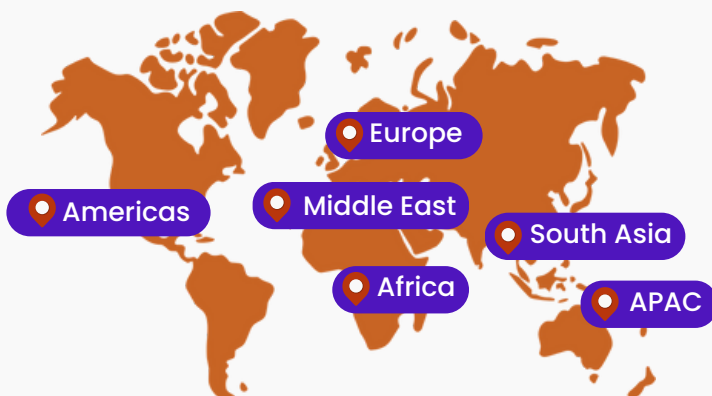 Europe
Americas
Middle East
South Asia
Africa
APAC